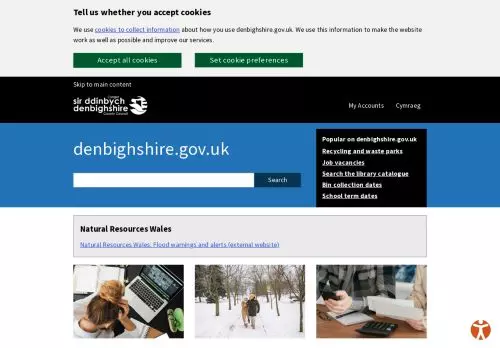 Tell us whether you accept cookies
We use cookies to collect information about how you use denbighshire.gov.uk. We use this information to make the website
work as well as possible and improve our services.
Accept all cookies
Set cookie preferences
Skip to main content
sir ddinbych
denbighshire
County Council
My Accounts
Cymraeg
denbighshire.gov.uk
Search
Popular on denbighshire.gov.uk
Recycling and waste parks
Job vacancies
Search the library catalogue
Bin collection dates
School term dates
Natural Resources Wales
Natural Resources Wales: Flood warnings and alerts (external website)